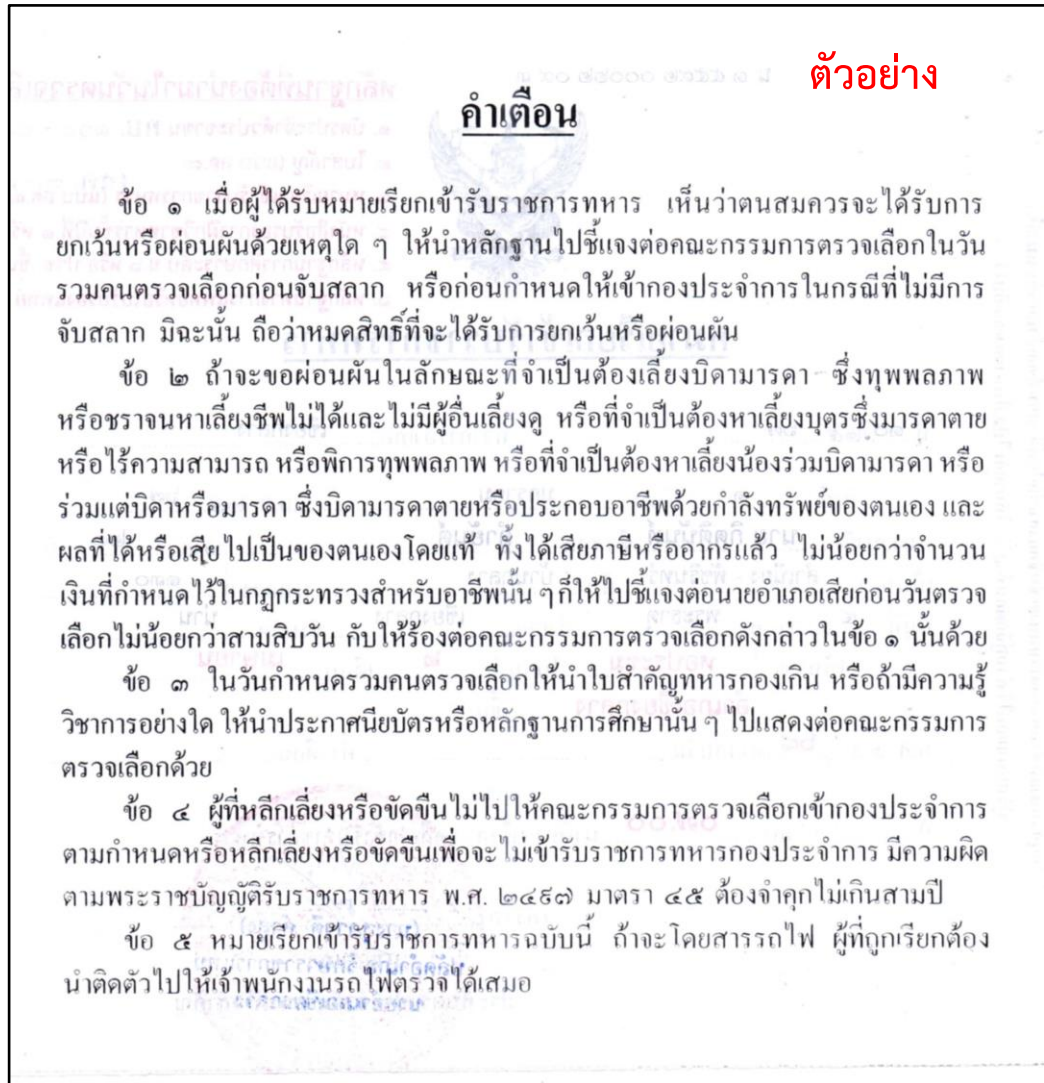 ตัวอย่าง
คำเตือน
ข้อ ๑ เมื่อผู้ได้รับหมายเรียกเข้ารับราชการทหาร เห็นว่าตนสมควรจะได้รับการ
ยกเว้นหรือผ่อนผันด้วยเหตุใด ๆ ให้นำหลักฐานไปชี้แจงต่อคณะกรรมการตรวจเลือกในวัน
รวมคนตรวจเลือกก่อนจับสลาก หรือก่อนกำหนดให้เข้ากองประจำการในกรณีที่ไม่มีการ
จับสลาก มิฉะนั้น ถือว่าหมดสิทธิ์ที่จะได้รับการยกเว้นหรือผ่อนผัน
ข้อ ๒ ถ้าจะขอผ่อนผันในลักษณะที่จำเป็นต้องเลี้ยงบิดามารดา ซึ่งทุพพลภาพ
หรือชราจนหาเลี้ยงชีพไม่ได้และไม่มีผู้อื่นเลี้ยงดู หรือที่จำเป็นต้องหาเลี้ยงบุตรซึ่งมารดาตาย
หรือไร้ความสามารถ หรือพิการทุพพลภาพ หรือที่จำเป็นต้องหาเลี้ยงน้องร่วมบิดามารดา หรือ
ร่วมแต่บิดาหรือมารดา ซึ่งบิดามารดาตายหรือประกอบอาชีพด้วยกำลังทรัพย์ของตนเอง และ
ผลที่ได้หรือเสีย ไปเป็นของตนเองโดยแท้ ทั้งได้เสียภาษีหรืออากรแล้ว ไม่น้อยกว่าจำนวน
เงินที่กำหนดไว้ในกฎกระทรวงสำหรับอาชีพนั้น ๆ ก็ให้ไปชี้แจงต่อนายอำเภอเสียก่อนวันตรวจ
เลือกไม่น้อยกว่าสามสิบวัน กับให้ร้องต่อคณะกรรมการตรวจเลือกดังกล่าวในข้อ ๑ นั้นด้วย
ข้อ ๓ ในวันกำหนดรวมคนตรวจเลือกให้นำใบสำคัญทหารกองเกิน หรือถ้ามีความรู้
วิชาการอย่างใด ให้นำประกาศนียบัตรหรือหลักฐานการศึกษานั้น ๆ ไปแสดงต่อคณะกรรมการ
ตรวจเลือกด้วย
ข้อ ๔ ผู้ที่หลีกเลี่ยงหรือขัดขืนไม่ไปให้คณะกรรมการตรวจเลือกเข้ากองประจำการ
ตามกำหนดหรือหลีกเลี่ยงหรือขัดขืนเพื่อจะไม่เข้ารับราชการทหารกองประจำการ มีความผิด
ตามพระราชบัญญัติรับราชการทหาร พ.ศ. ๒๔๙๗ มาตรา ๔๕ ต้องจำคุกไม่เกินสามปี
ข้อ ๕ หมายเรียกเข้ารับราชการทหารฉบับนี้ ถ้าจะโดยสารรถไฟ ผู้ที่ถูกเรียกต้อง
นำติดตัวไปให้เจ้าพนักงานรถไฟตรวจได้เสมอ